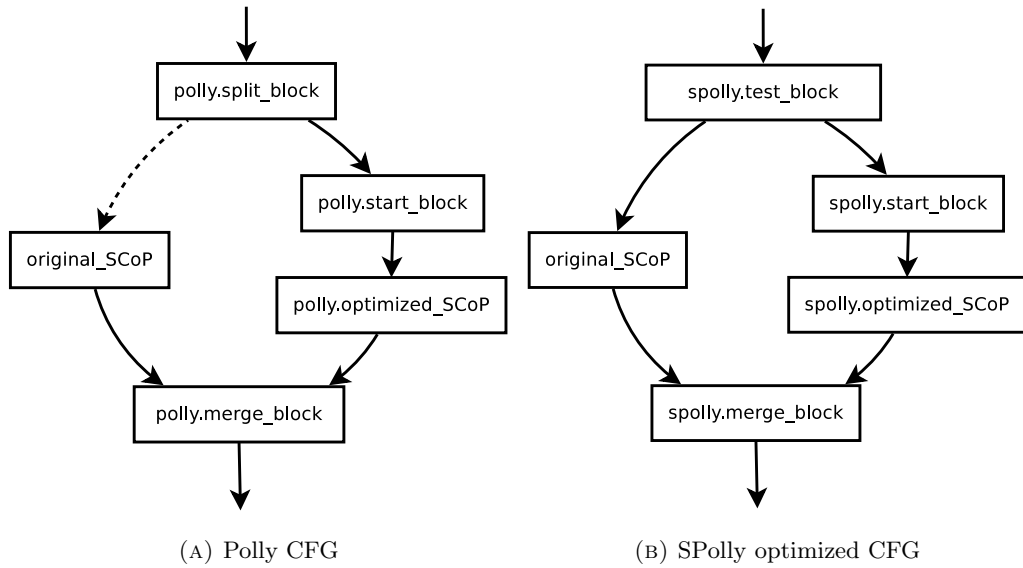 polly.split_block
polly.start_block
original_SCoP
polly.optimized_SCoP
polly.merge_block
(A) Polly CFG
spolly.test_block
spolly.start_block
original_SCoP
spolly.optimized_SCoP
spolly.merge_block
(B) SPolly optimized CFG